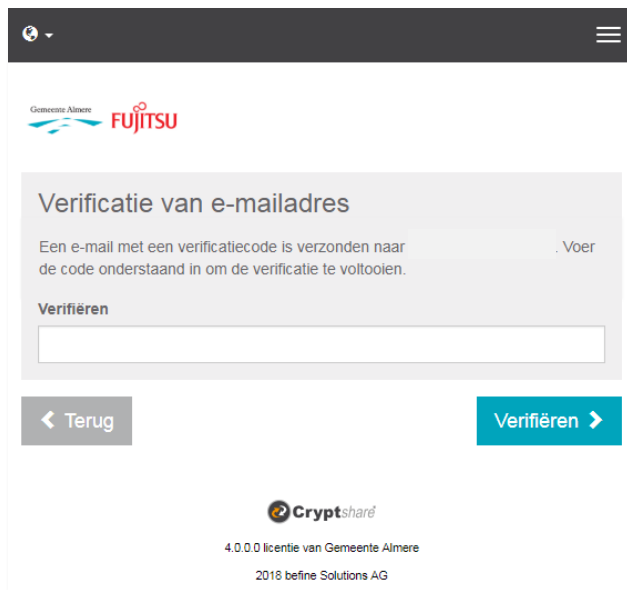 Gemeente Almere
FUJITSU
Verificatie van e-mailadres
Een e-mail met een verificatiecode is verzonden naar . Voer
de code onderstaand in om de verificatie te voltooien.
Verifiëren
Terug
Verifiëren
Cryptshare
4.0.0.0 licentie van Gemeente Almere
2018 befine Solutions AG